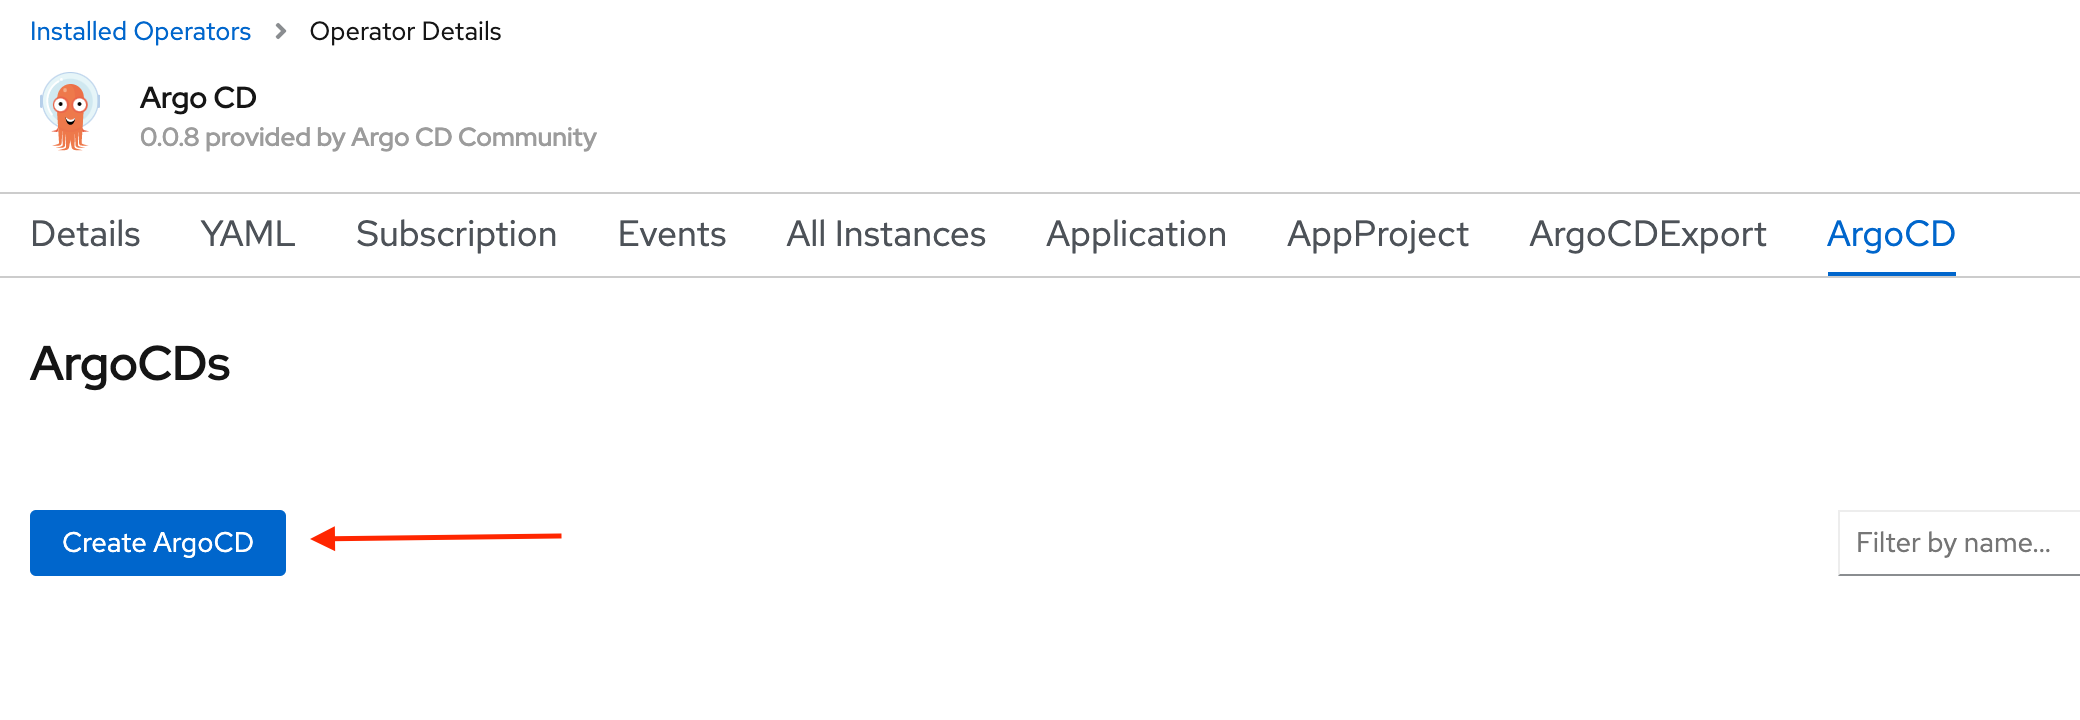 Installed Operators > Operator Details
Argo CD
0.0.8 provided by Argo CD Community
Details YAML Subscription Events All Instances Application AppProject ArgoCDExport ArgoCD
ArgoCDs
Create ArgoCD Filter by name...